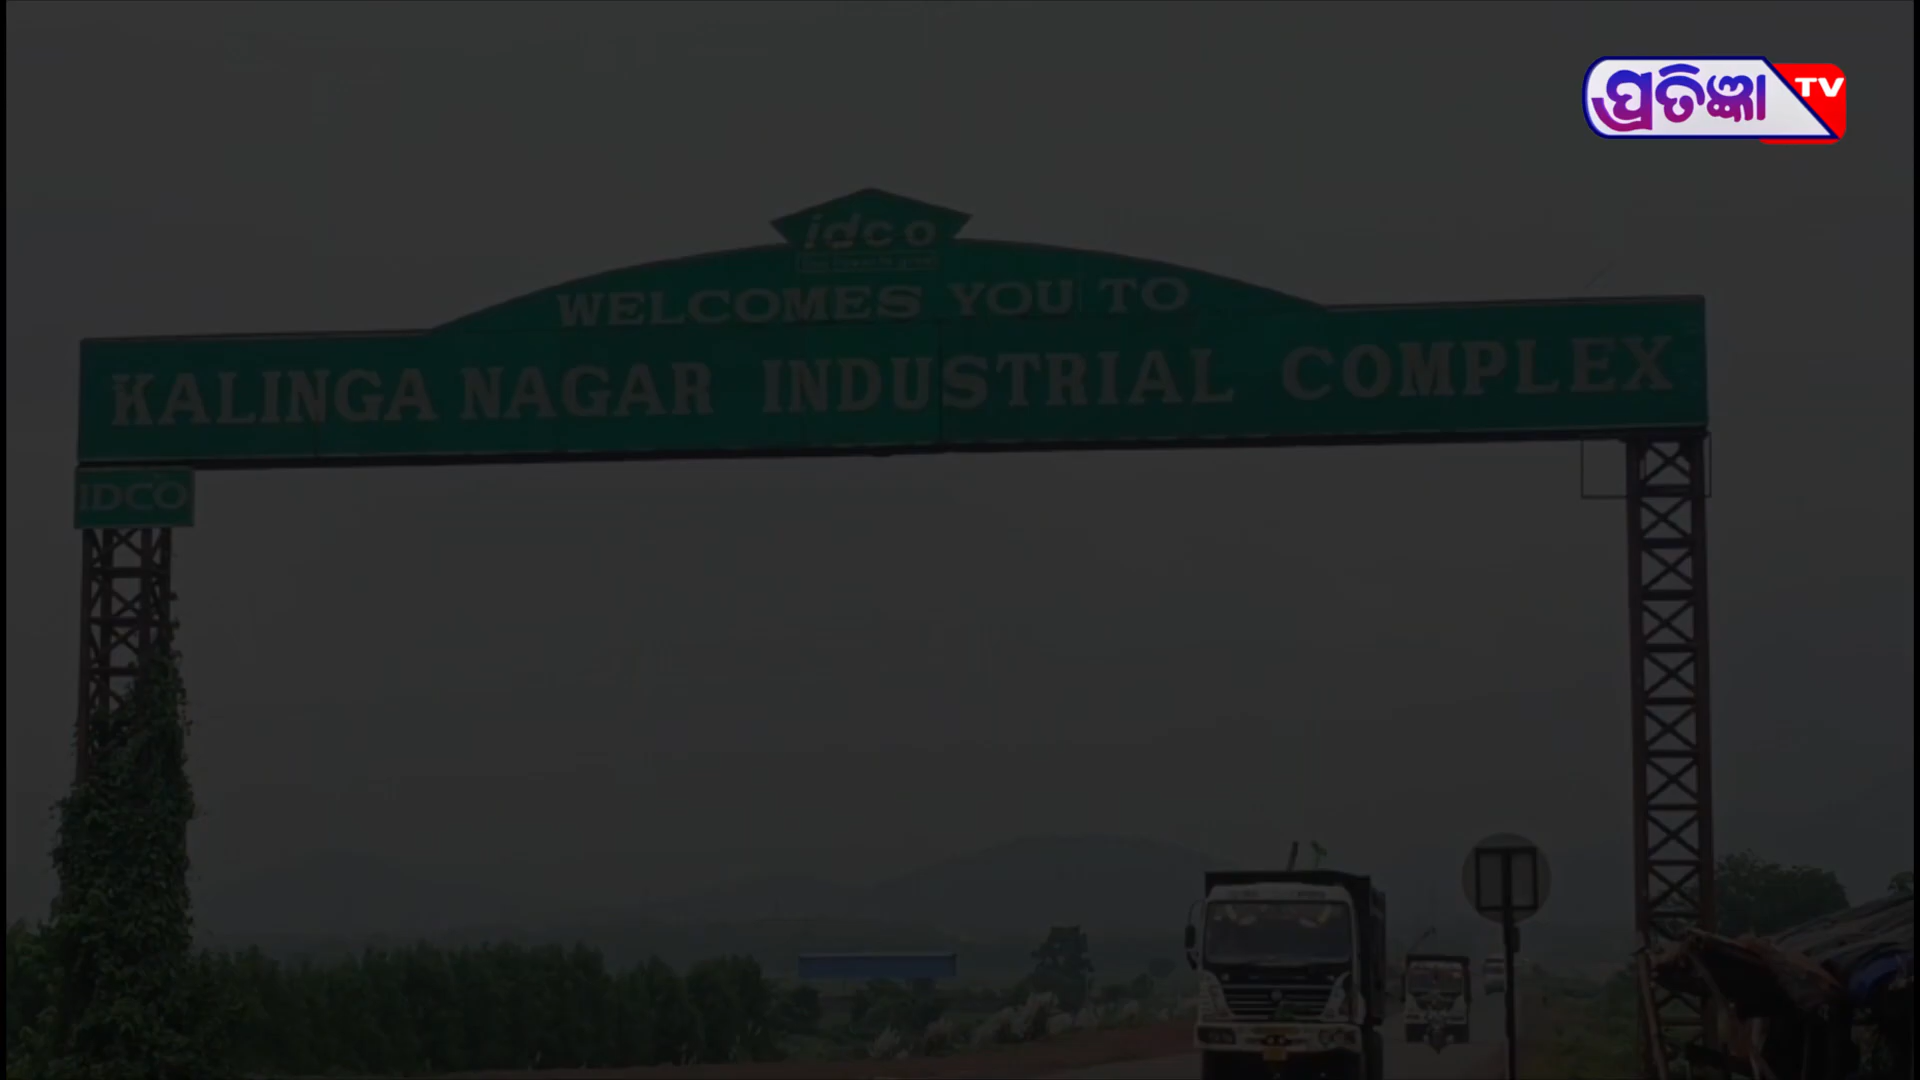 ପ୍ରତିଜ୍ଞା TV
idco
WELCOMES YOU TO
KALINGA NAGAR INDUSTRIAL COMPLEX
IDCO